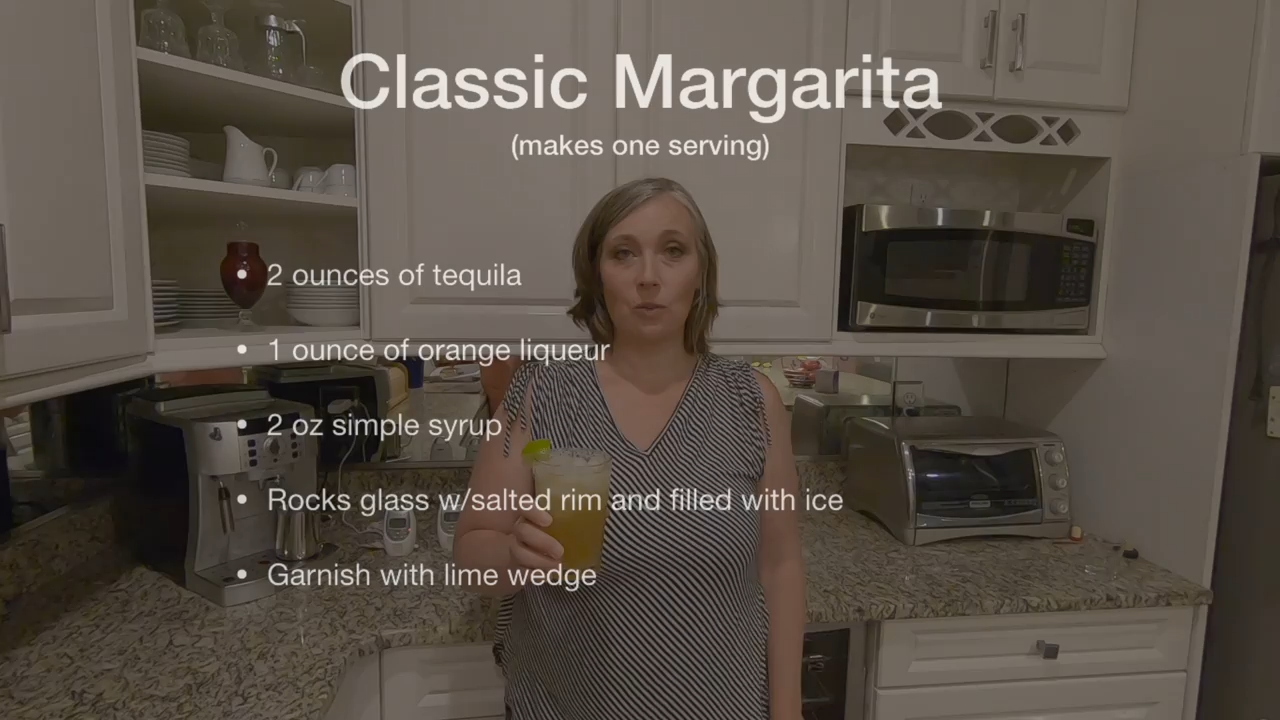 Classic Margarita
(makes one serving)
• 2 ounces of tequila
• 1 ounce of orange liqueur
• 2 oz simple syrup
• Rocks glass w/salted rim and filled with ice
• Garnish with lime wedge